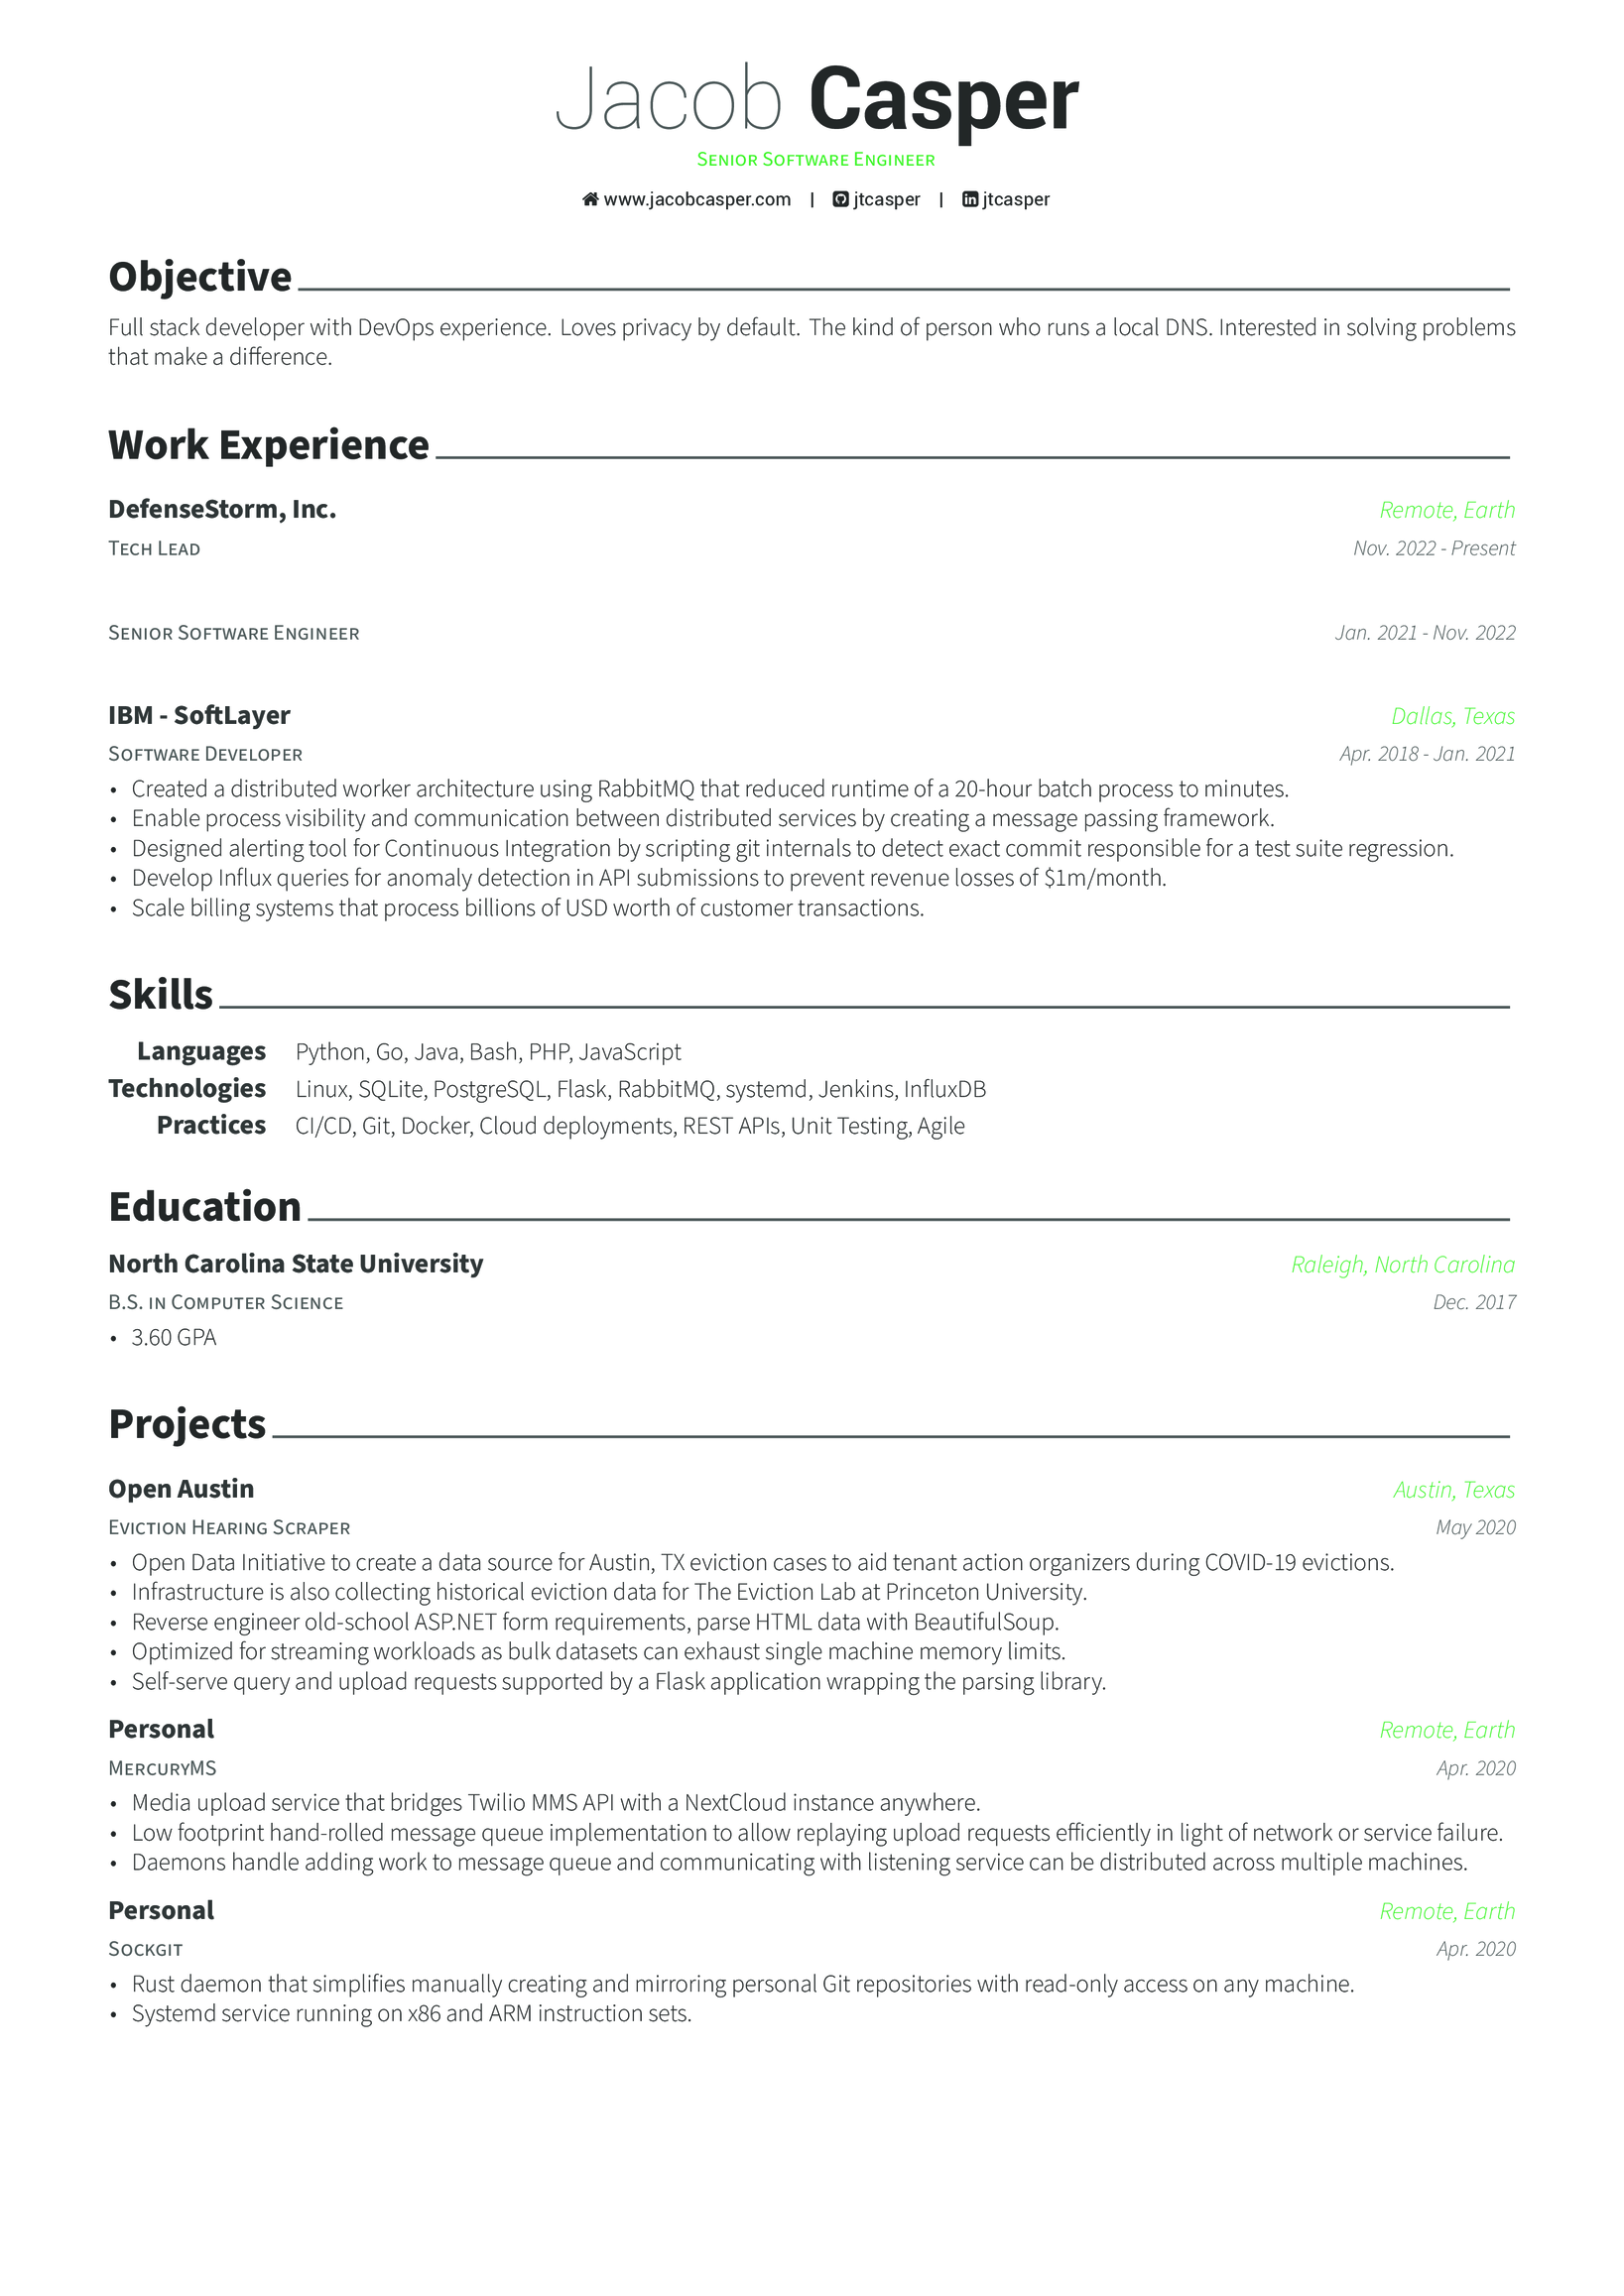 Jacob Casper
Senior Software Engineer
www.jacobcasper.com | jtcasper | jtcasper
Objective
Full stack developer with DevOps experience. Loves privacy by default. The kind of person who runs a local DNS. Interested in solving problems
that make a difference.
Work Experience
DefenseStorm, Inc. Remote, Earth
Tech Lead Nov. 2022 - Present
Senior Software Engineer Jan. 2021 - Nov. 2022
IBM - SoftLayer Dallas, Texas
Software Developer Apr. 2018 - Jan. 2021
• Created a distributed worker architecture using RabbitMQ that reduced runtime of a 20-hour batch process to minutes.
• Enable process visibility and communication between distributed services by creating a message passing framework.
• Designed alerting tool for Continuous Integration by scripting git internals to detect exact commit responsible for a test suite regression.
• Develop Influx queries for anomaly detection in API submissions to prevent revenue losses of $1m/month.
• Scale billing systems that process billions of USD worth of customer transactions.
Skills
Languages Python, Go, Java, Bash, PHP, JavaScript
Technologies Linux, SQLite, PostgreSQL, Flask, RabbitMQ, systemd, Jenkins, InfluxDB
Practices CI/CD, Git, Docker, Cloud deployments, REST APIs, Unit Testing, Agile
Education
North Carolina State University Raleigh, North Carolina
B.S. in Computer Science Dec. 2017
• 3.60 GPA
Projects
Open Austin Austin, Texas
Eviction Hearing Scraper May 2020
• Open Data Initiative to create a data source for Austin, TX eviction cases to aid tenant action organizers during COVID-19 evictions.
• Infrastructure is also collecting historical eviction data for The Eviction Lab at Princeton University.
• Reverse engineer old-school ASP.NET form requirements, parse HTML data with BeautifulSoup.
• Optimized for streaming workloads as bulk datasets can exhaust single machine memory limits.
• Self-serve query and upload requests supported by a Flask application wrapping the parsing library.
Personal Remote, Earth
MercuryMS Apr. 2020
• Media upload service that bridges Twilio MMS API with a NextCloud instance anywhere.
• Low footprint hand-rolled message queue implementation to allow replaying upload requests efficiently in light of network or service failure.
• Daemons handle adding work to message queue and communicating with listening service can be distributed across multiple machines.
Personal Remote, Earth
Sockgit Apr. 2020
• Rust daemon that simplifies manually creating and mirroring personal Git repositories with read-only access on any machine.
• Systemd service running on x86 and ARM instruction sets.